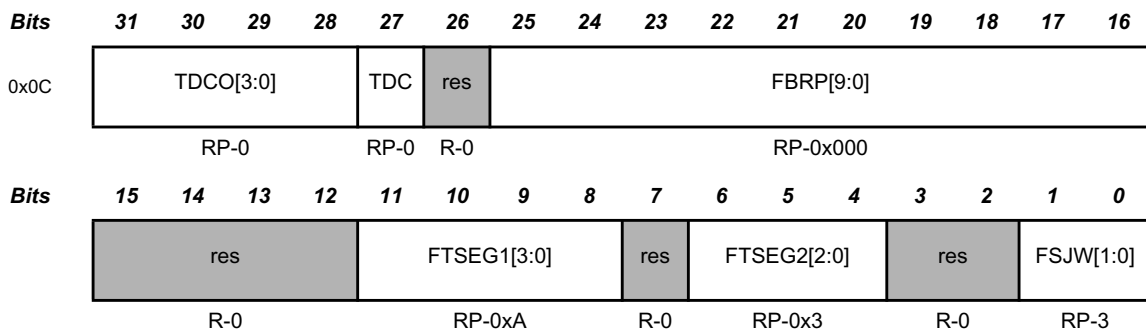 Bits 31 30 29 28 27 26 25 24 23 22 21 20 19 18 17 16
0x0C TDCO[3:0] TDC res FBRP[9:0]
RP-0 RP-0 R-0 RP-0x000
Bits 15 14 13 12 11 10 9 8 7 6 5 4 3 2 1 0
res FTSEG1[3:0] res FTSEG2[2:0] res FSJW[1:0]
R-0 RP-0xA R-0 RP-0x3 R-0 RP-3